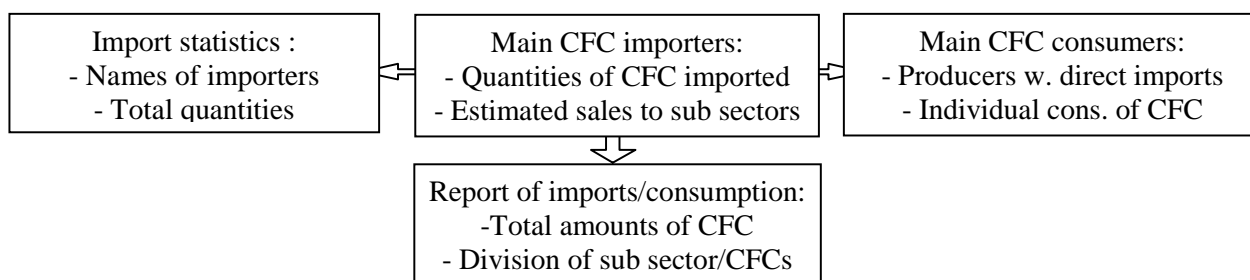 Import statistics :
- Names of importers
- Total quantities
Main CFC importers:
- Quantities of CFC imported
- Estimated sales to sub sectors
Main CFC consumers:
- Producers w. direct imports
- Individual cons. of CFC
Report of imports/consumption:
-Total amounts of CFC
- Division of sub sector/CFCs